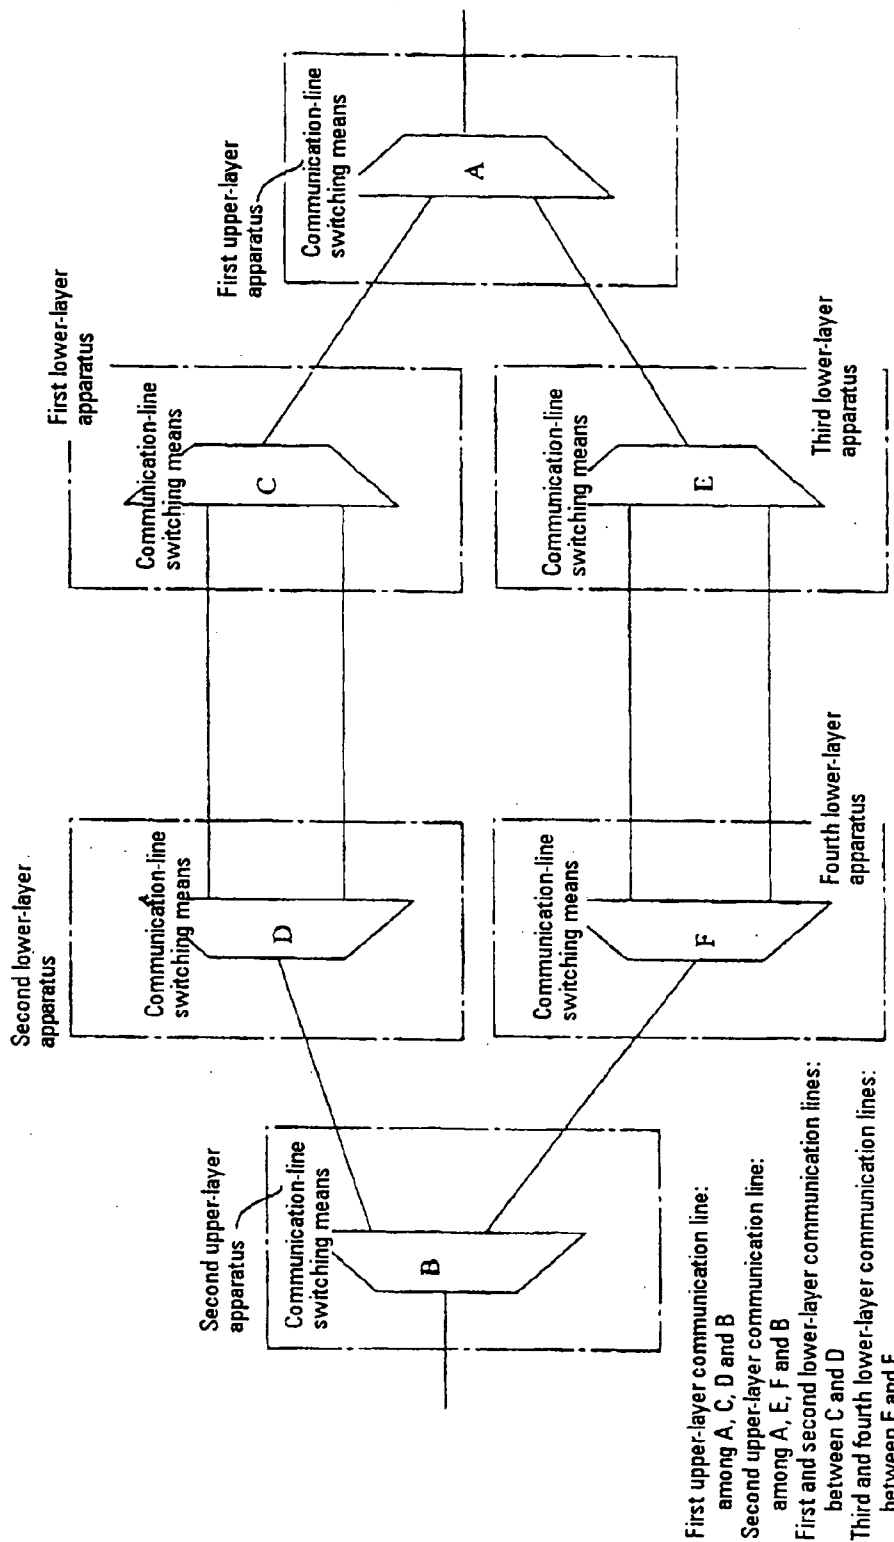 Second lower-layer
apparatus
First lower-layer
apparatus
Communication-line
switching means
D
Communication-line
switching means
C
Second upper-layer
apparatus
First upper-layer
apparatus
Communication-line
switching means
B
Communication-line
switching means
A
Communication-line
switching means
F
Communication-line
switching means
E
Fourth lower-layer
apparatus
Third lower-layer
apparatus
First upper-layer communication line:
among A, C, D and B
Second upper-layer communication line:
among A, E, F and B
First and second lower-layer communication lines:
between C and D
Third and fourth lower-layer communication lines:
between E and F